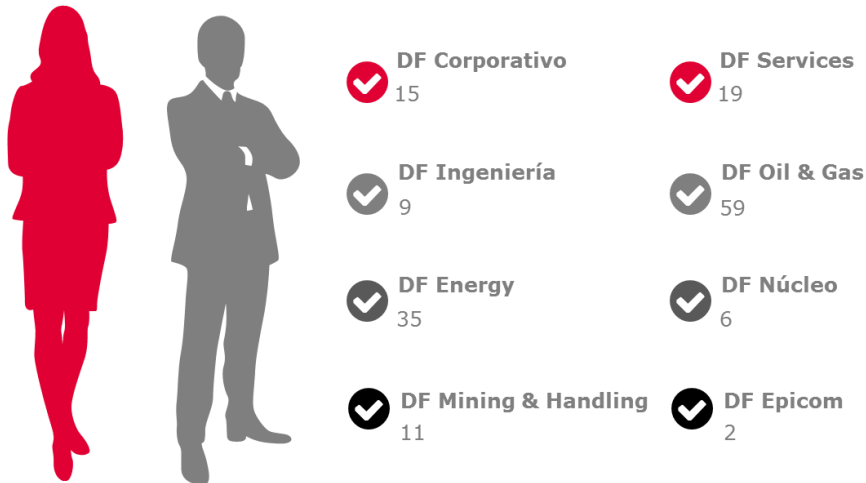 DF Corporativo
15
DF Services
19
DF Ingeniería
9
DF Oil & Gas
59
DF Energy
35
DF Núcleo
6
DF Mining & Handling
11
DF Epicom
2